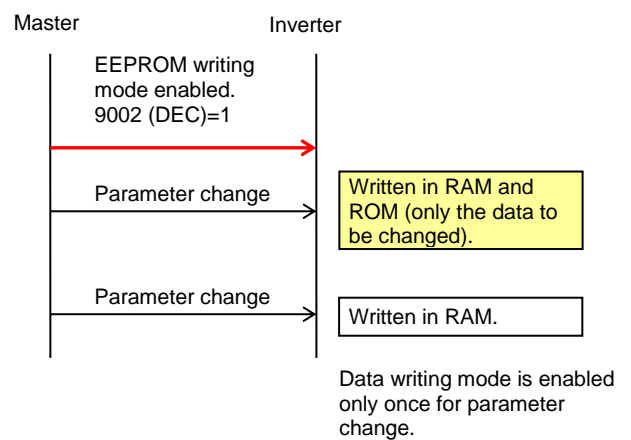 Master
Inverter
EEPROM writing
mode enabled.
9002 (DEC)=1
Parameter change
Written in RAM and
ROM (only the data to
be changed).
Parameter change
Written in RAM.
Data writing mode is enabled
only once for parameter
change.